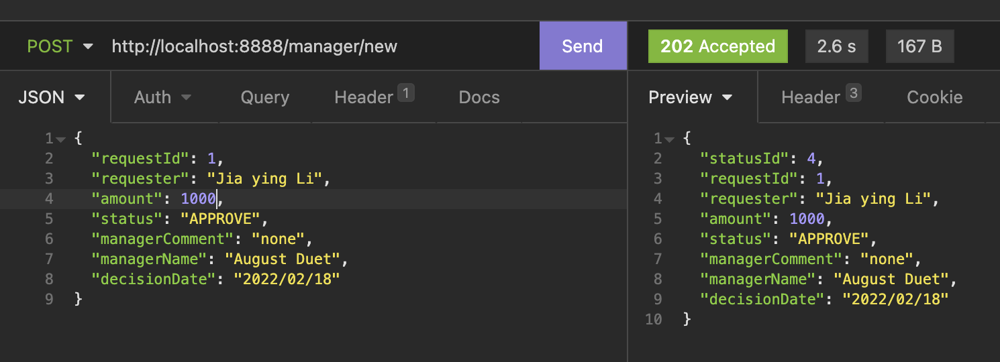 POST http://localhost:8888/manager/new Send 202 Accepted 2.6 s 167 B
JSON Auth Query Header 1 Docs Preview Header 3 Cookie
1 {
2 "requestId": 1,
3 "requester": "Jia ying Li",
4 "amount": 1000,
5 "status": "APPROVE",
6 "managerComment": "none",
7 "managerName": "August Duet",
8 "decisionDate": "2022/02/18"
9 }
1 {
2 "statusId": 4,
3 "requestId": 1,
4 "requester": "Jia ying Li",
5 "amount": 1000,
6 "status": "APPROVE",
7 "managerComment": "none",
8 "managerName": "August Duet",
9 "decisionDate": "2022/02/18"
10 }